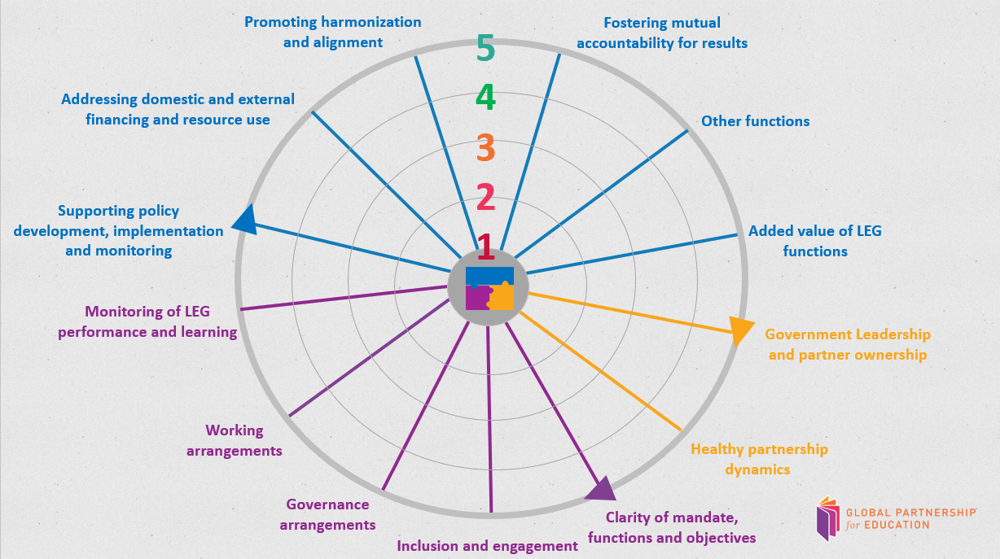 Promoting harmonization
and alignment
Fostering mutual
accountability for results
5
4
3
2
1
Addressing domestic and external
financing and resource use
Other functions
Supporting policy
development, implementation
and monitoring
Added value of LEG
functions
Monitoring of LEG
performance and learning
Government Leadership
and partner ownership
Working
arrangements
Healthy partnership
dynamics
Governance
arrangements
Inclusion and engagement
Clarity of mandate,
functions and objectives
GLOBAL PARTNERSHIP
for EDUCATION